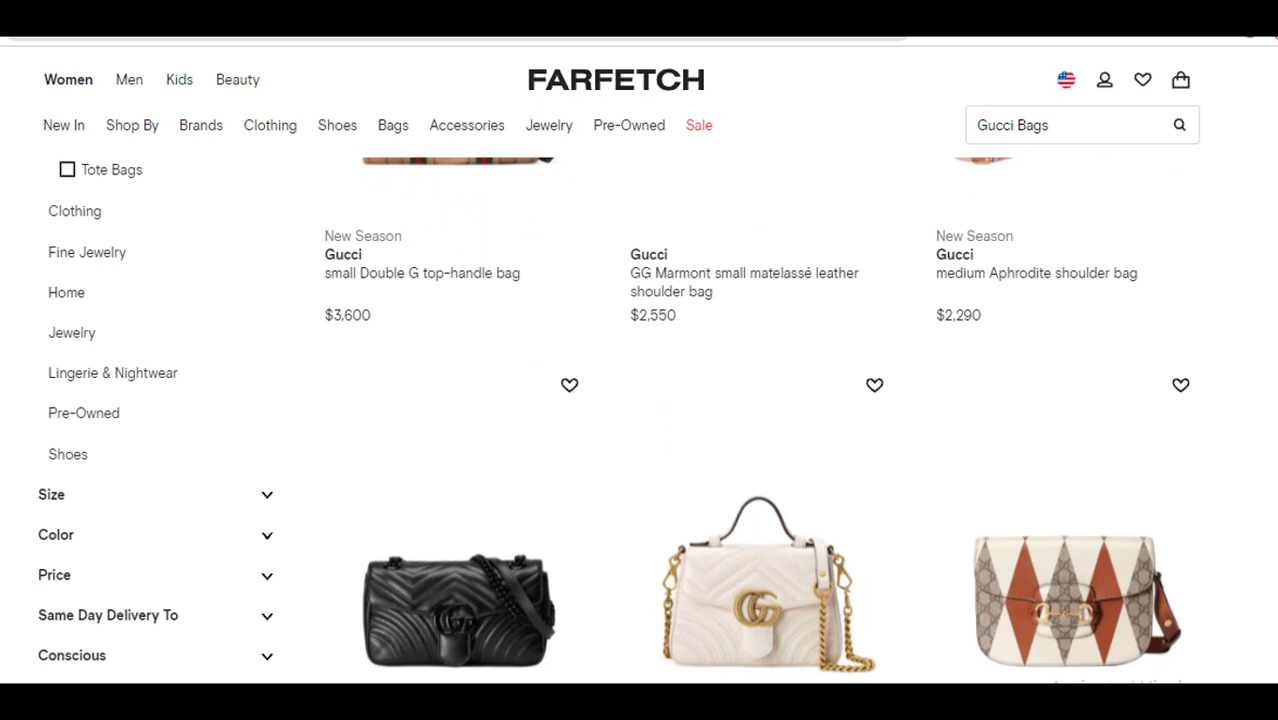 Women Men Kids Beauty
FARFETCH
New In Shop By Brands Clothing Shoes Bags Accessories Jewelry Pre-Owned Sale
Gucci Bags
Tote Bags
Clothing
Fine Jewelry
Home
Jewelry
Lingerie & Nightwear
Pre-Owned
Shoes
Size
Color
Price
Same Day Delivery To
Conscious
New Season
Gucci
small Double G top-handle bag
$3,600
Gucci
GG Marmont small matelassé leather
shoulder bag
$2,550
New Season
Gucci
medium Aphrodite shoulder bag
$2,290